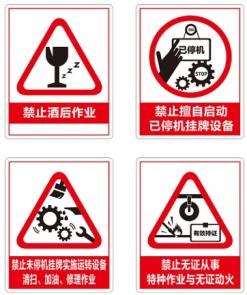 Z
Z
Z
禁止酒后作业
已停机
STOP
禁止擅自启动
已停机挂牌设备
禁止未停机挂牌实施运转设备
清扫、加油、修理作业
有效持证
禁止无证从事
特种作业与无证动火